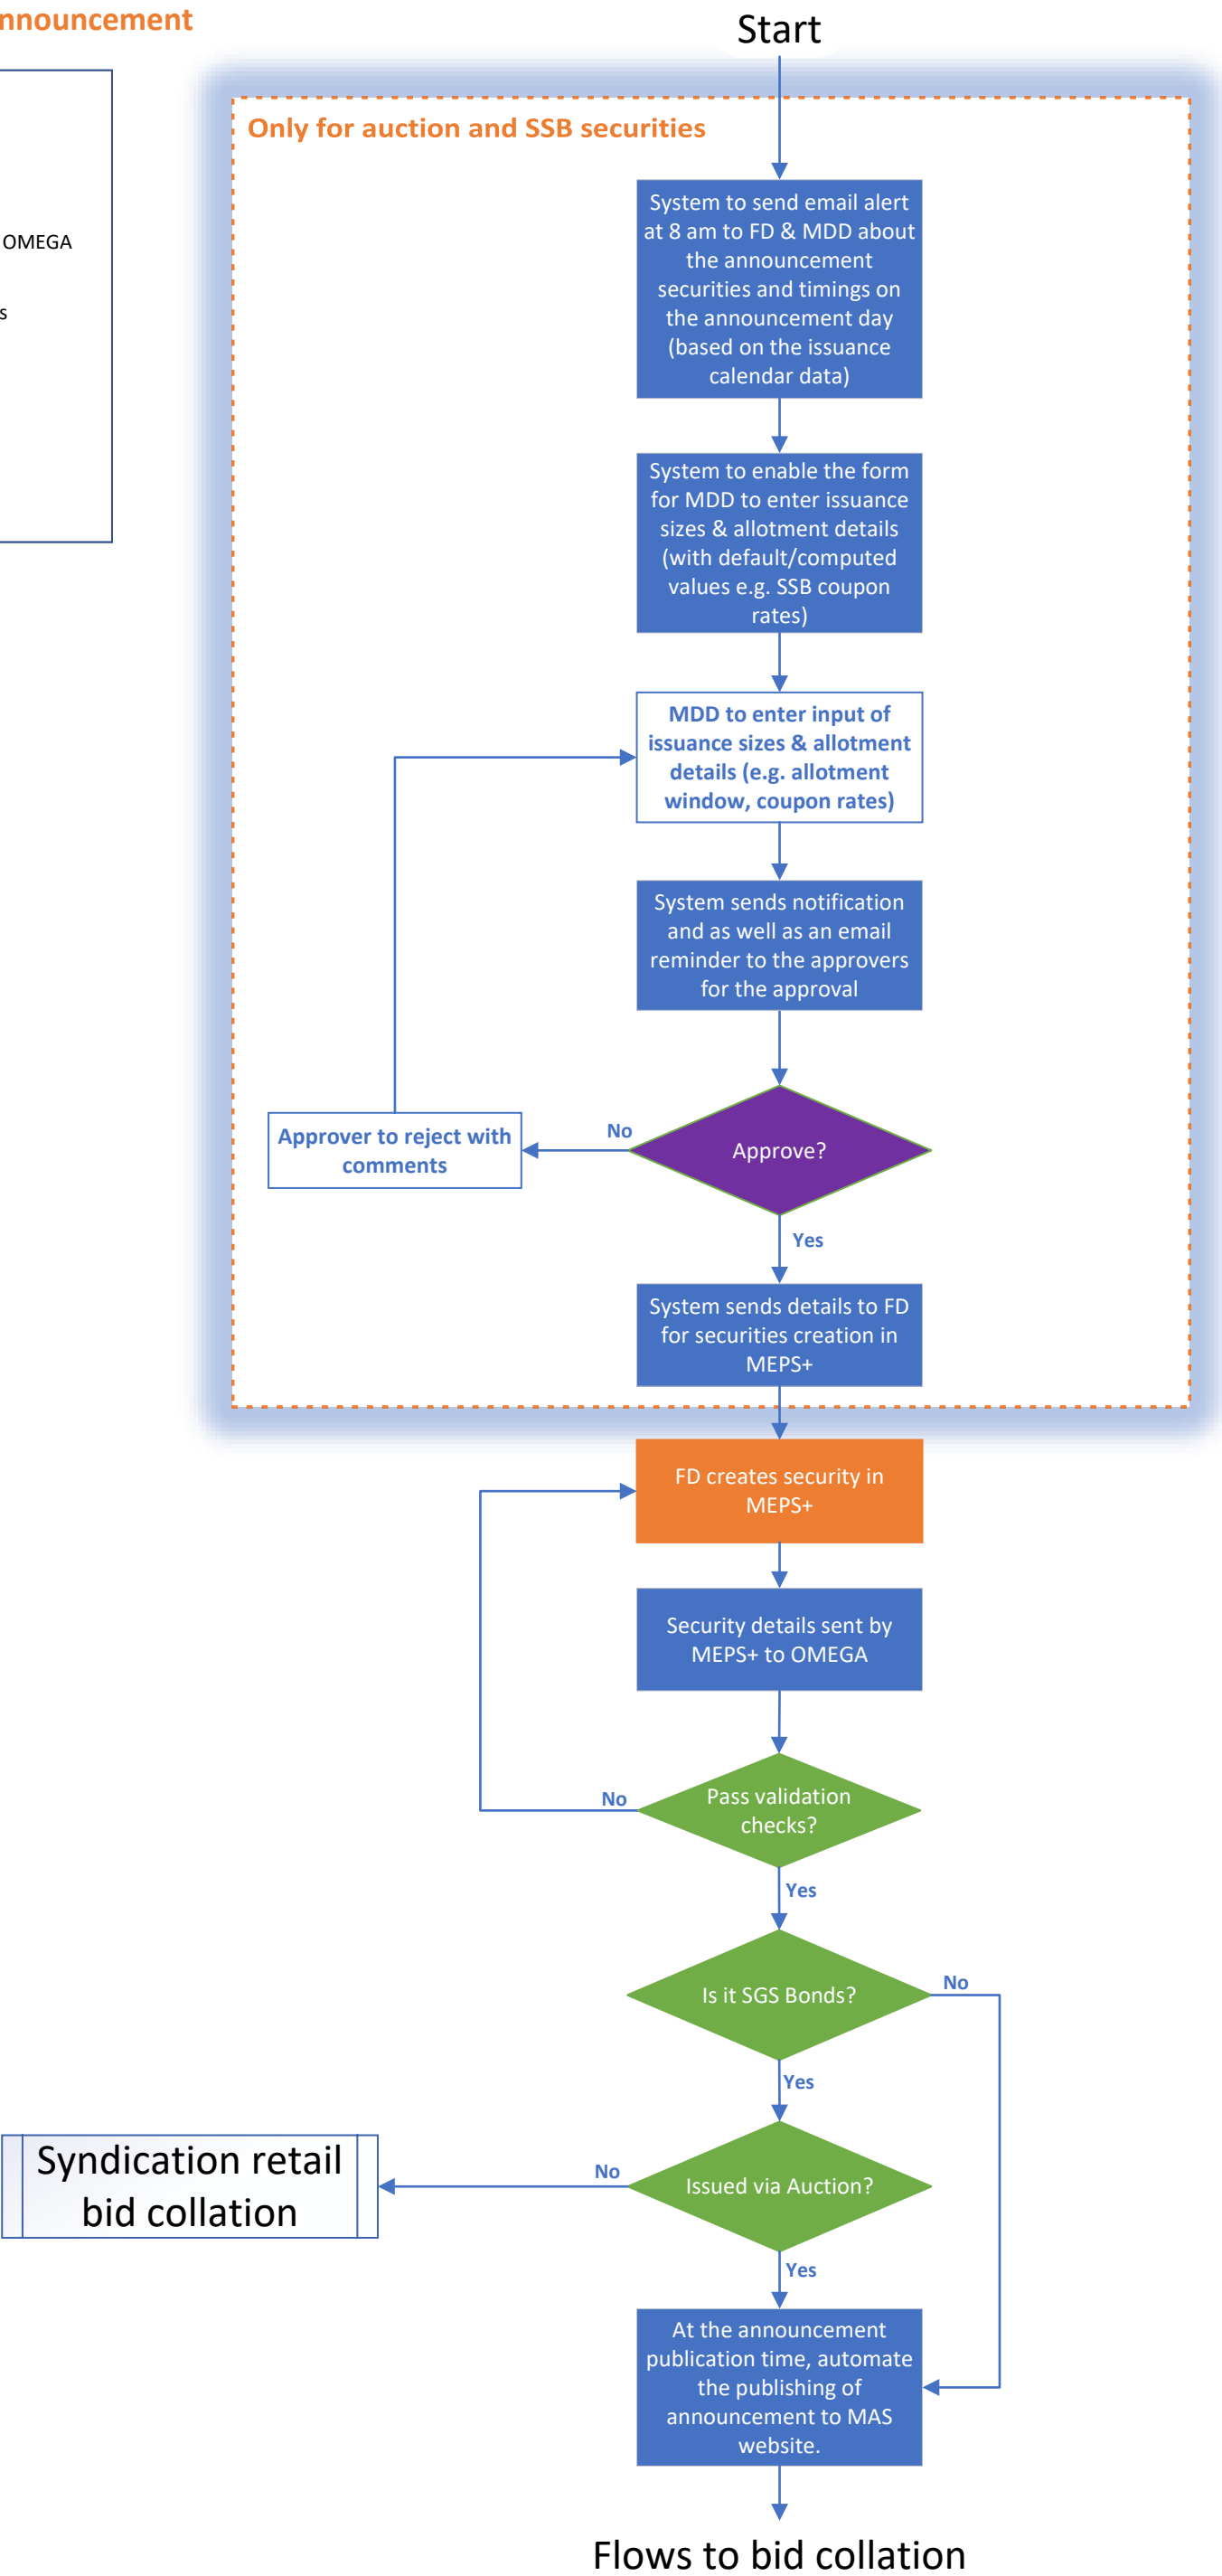 nnouncement
Start
OMEGA
s
Only for auction and SSB securities
System to send email alert
at 8 am to FD & MDD about
the announcement
securities and timings on
the announcement day
(based on the issuance
calendar data)
System to enable the form
for MDD to enter issuance
sizes & allotment details
(with default/computed
values e.g. SSB coupon
rates)
MDD to enter input of
issuance sizes & allotment
details (e.g. allotment
window, coupon rates)
System sends notification
and as well as an email
reminder to the approvers
for the approval
Approve?
No
Approver to reject with
comments
Yes
System sends details to FD
for securities creation in
MEPS+
FD creates security in
MEPS+
Security details sent by
MEPS+ to OMEGA
Pass validation
checks?
No
Yes
Is it SGS Bonds?
No
Yes
Issued via Auction?
No
Syndication retail
bid collation
Yes
At the announcement
publication time, automate
the publishing of
announcement to MAS
website.
Flows to bid collation